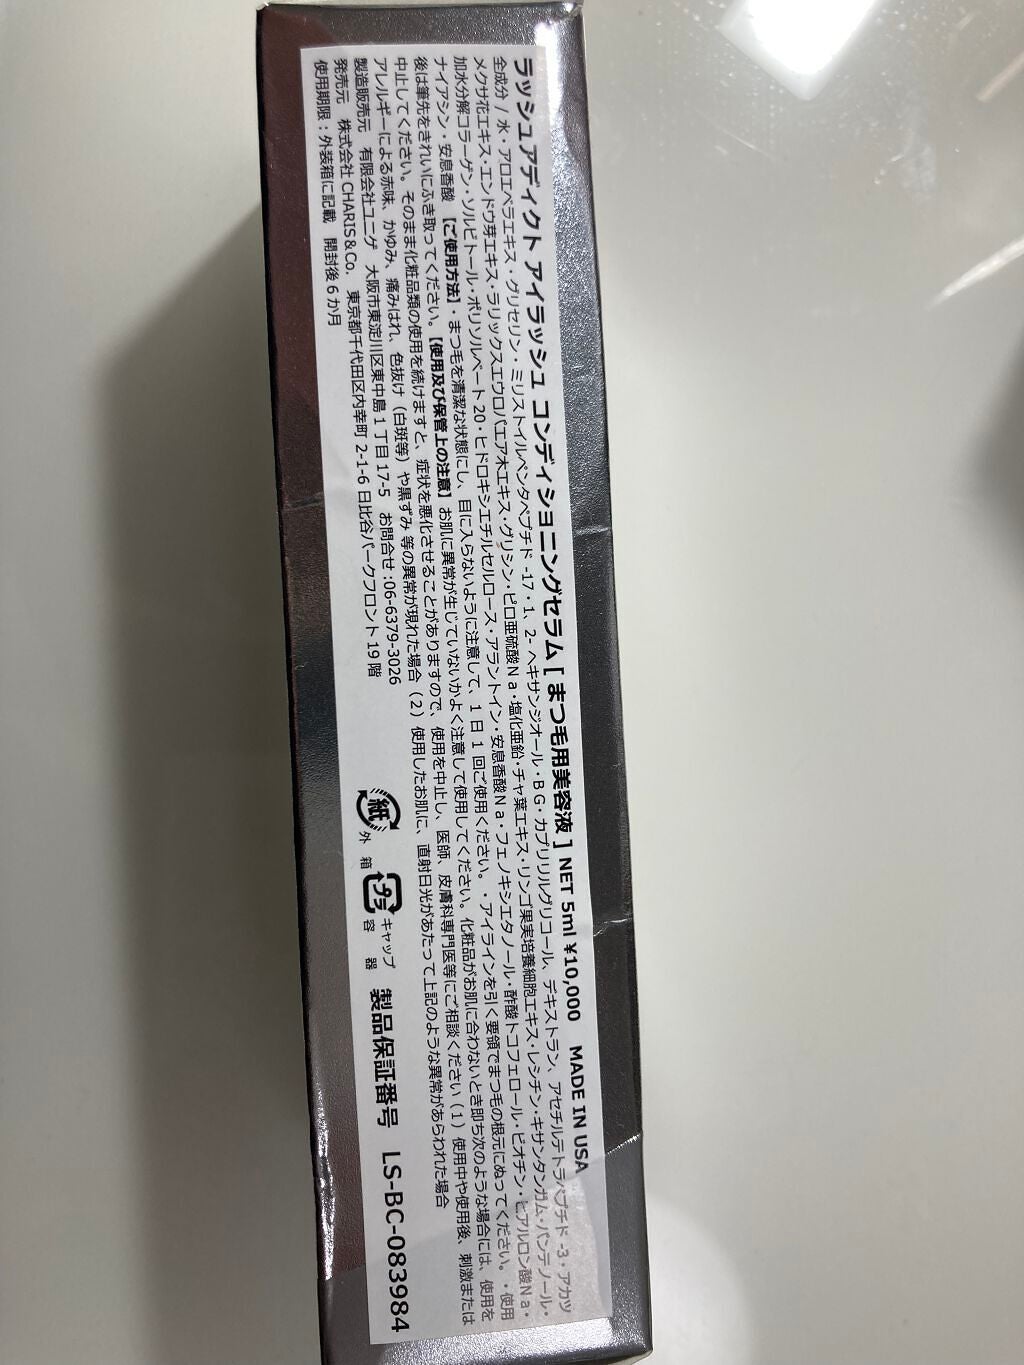 ラッシュアディクト アイラッシュ コンディショニングセラム [ まつ毛用美容液 ] NET 5ml ¥10,000　MADE IN USA
全成分 / 水・アロエベラエキス・グリセリン・ミリストイルペンタペプチド -17・1、2- ヘキサンジオール・BG・カプリリルグリコール、デキストラン、アセチルテトラペプチド -3・アカツ
メクサ花エキス・エンドウ芽エキス・ラリックスエウロパエア木エキス・グリシン・ピロ亜硫酸Na・塩化亜鉛・チャ葉エキス・リンゴ果実培養細胞エキス・レシチン・キサンタンガム・パンテノール・
加水分解コラーゲン・ソルビトール・ポリソルベート 20・ヒドロキシエチルセルロース・アラントイン・安息香酸Na・フェノキシエタノール・酢酸トコフェロール・ビオチン・ヒアルロン酸Na・
ナイアシン・安息香酸　【ご使用方法】・まつ毛を清潔な状態にし、目に入らないように注意して、1 日 1 回ご使用ください。・アイラインを引く要領でまつ毛の根元にぬってください。・使用
後は筆先をきれいにふき取ってください。【使用及び保管上の注意】お肌に異常が生じていないかよく注意して使用してください。化粧品がお肌に合わないとき即ち次のような場合には、使用を
中止してください。そのまま化粧品類の使用を続けますと、症状を悪化させることがありますので、使用を中止し、医師、皮膚科専門医等にご相談ください（1）使用中や使用後、刺激または
アレルギーによる赤味、かゆみ、痛みはれ、色抜け（白斑等）や黒ずみ 等の異常が現れた場合（2）使用したお肌に、直射日光があたって上記のような異常があらわれた場合
製造販売元　有限会社ユニゲ　大阪市東淀川区東中島 1 丁目 17-5　お問合せ :06-6379-3026
発売元　株式会社 CHARIS&Co.　東京都千代田区内幸町 2-1-6 日比谷パークフロント 19 階
使用期限：外装箱に記載　開封後 6 か月
紙
外 箱
プラ
キャップ
容 器
製品保証番号　LS-BC-083984